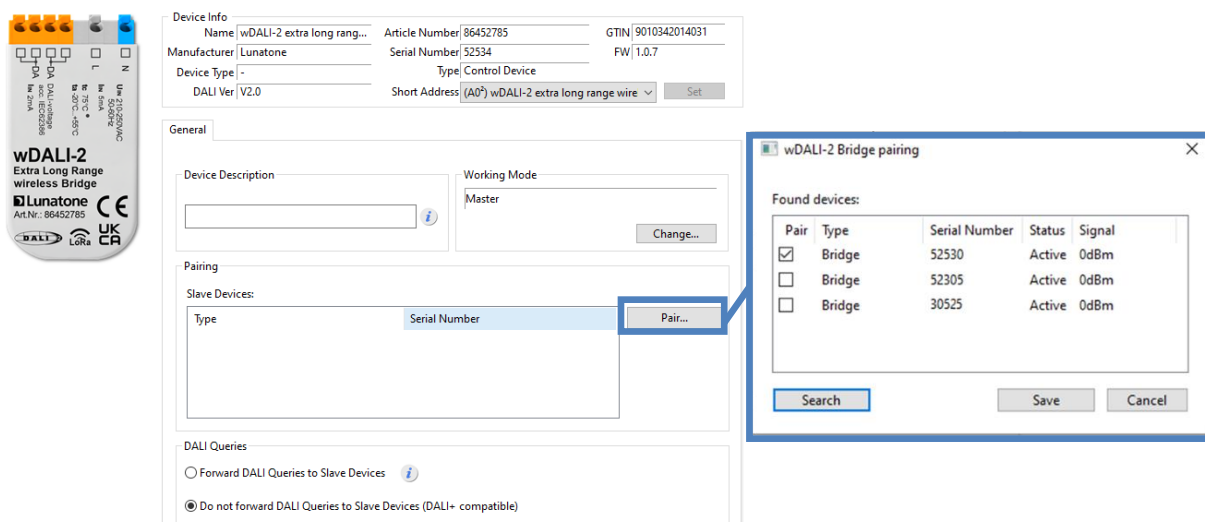 DA
DA
L
N
DALI-voltage
acc. IEC62386
IIN 2mA
tc 75°C
ta -20°C...+55°C
UIN 210-250VAC
50-60Hz
IIN 5mA
wDALI-2
Extra Long Range
wireless Bridge
Lunatone
Art.Nr.: 86452785
CE
DALI
LoRa
UK
CA
Device Info
Name wDALI-2 extra long rang... Article Number 86452785 GTIN 9010342014031
Manufacturer Lunatone Serial Number 52534 FW 1.0.7
Device Type - Type Control Device
DALI Ver V2.0 Short Address (A0²) wDALI-2 extra long range wire Set
General
Device Description Working Mode
Master
i
Change...
Pairing
Slave Devices:
Type Serial Number Pair...
DALI Queries
Forward DALI Queries to Slave Devices i
Do not forward DALI Queries to Slave Devices (DALI+ compatible)
wDALI-2 Bridge pairing
Found devices:
Pair Type Serial Number Status Signal
Bridge 52530 Active 0dBm
Bridge 52305 Active 0dBm
Bridge 30525 Active 0dBm
Search Save Cancel